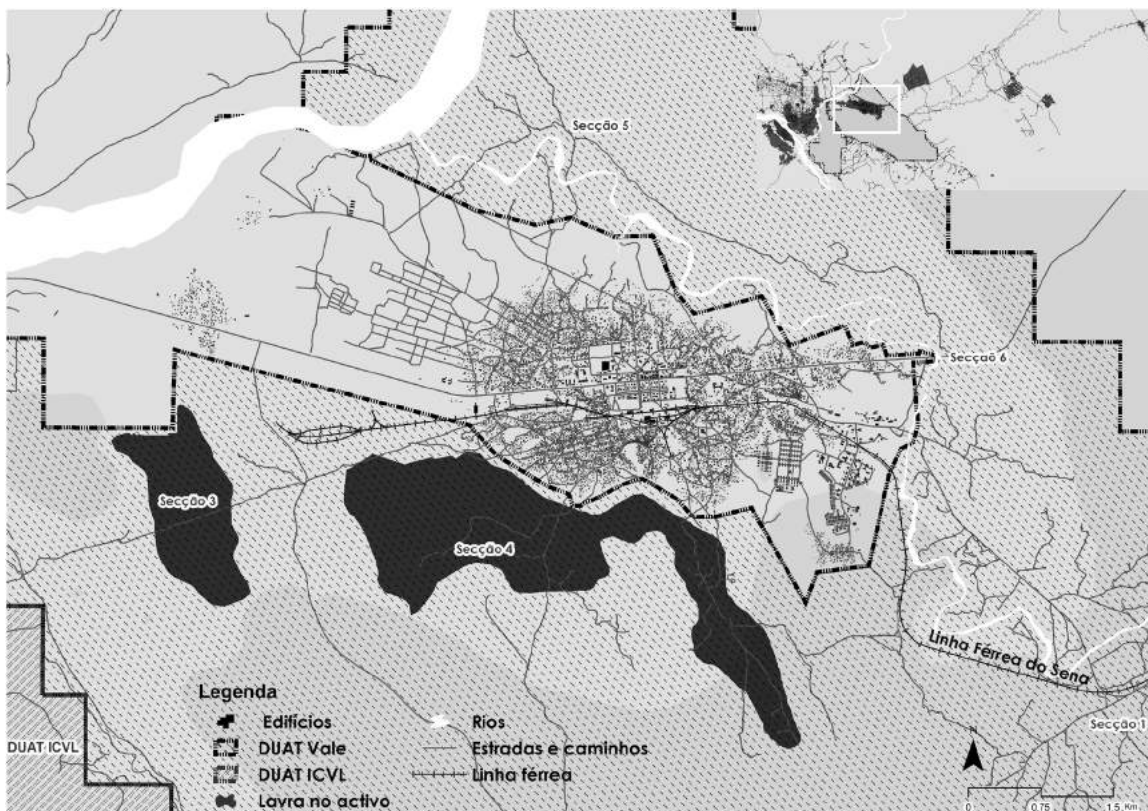 Secção 5
Secção 6
Secção 3
Secção 4
Linha Férrea do Sena
Secção 1
DUAT ICVL
Legenda
Edifícios
DUAT Vale
DUAT ICVL
Lavra no activo
Rios
Estradas e caminhos
Linha férrea
N
0 0.75 1.5 Km